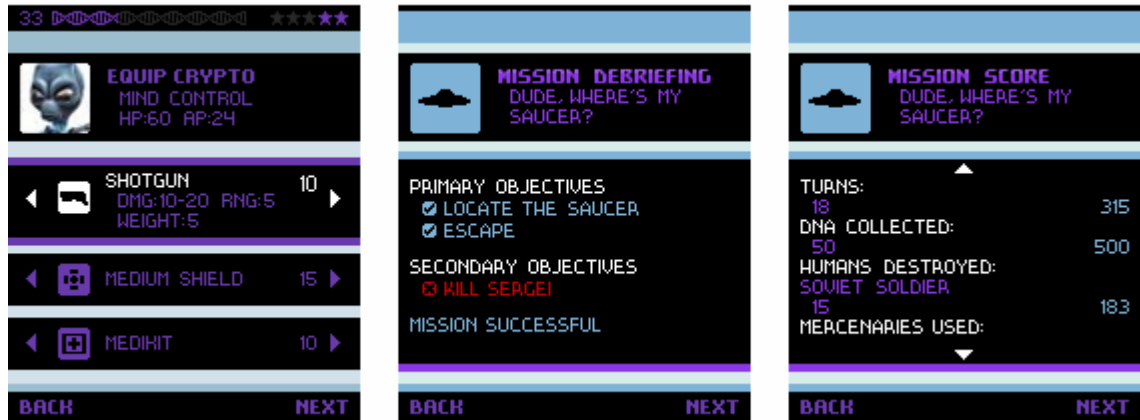 33
EQUIP CRYPTO
MIND CONTROL
HP:60 AP:24
SHOTGUN 10
DMG:10-20 RNG:5
WEIGHT:5
MEDIUM SHIELD 15
MEDIKIT 10
BACK NEXT
MISSION DEBRIEFING
DUDE, WHERE'S MY
SAUCER?
PRIMARY OBJECTIVES
LOCATE THE SAUCER
ESCAPE
SECONDARY OBJECTIVES
KILL SERGEI
MISSION SUCCESSFUL
BACK NEXT
MISSION SCORE
DUDE, WHERE'S MY
SAUCER?
TURNS:
18 315
DNA COLLECTED:
50 500
HUMANS DESTROYED:
SOVIET SOLDIER
15 183
MERCENARIES USED:
BACK NEXT